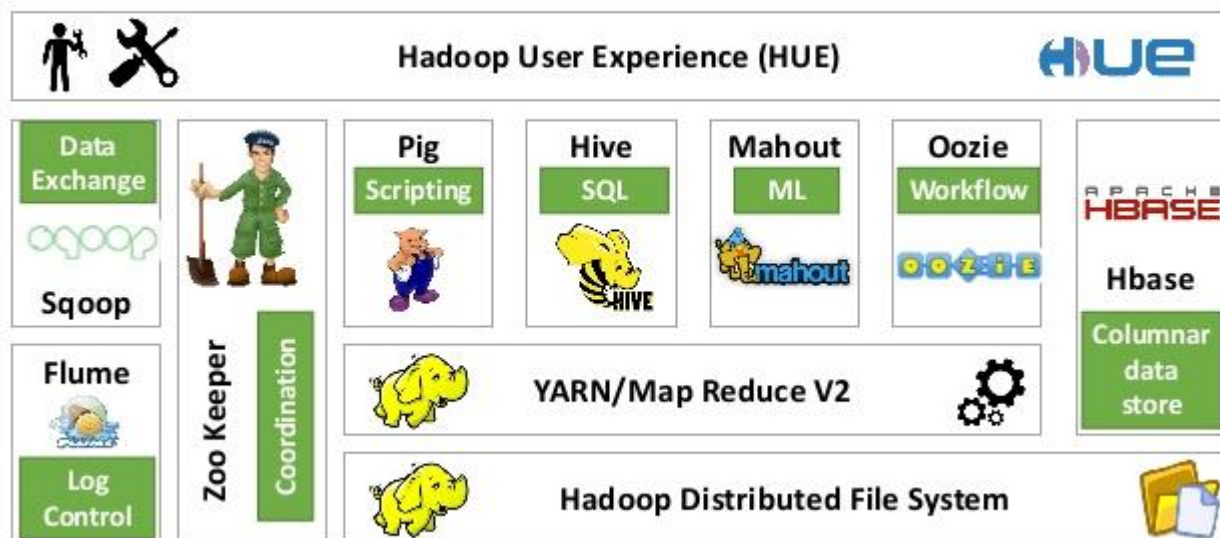 Hadoop User Experience (HUE)
HUE
Data
Exchange
sqoop
Sqoop
Flume
Log
Control
Zoo Keeper
Coordination
Pig
Scripting
Hive
SQL
HIVE
Mahout
ML
mahout
Oozie
Workflow
OOZiE
APACHE
HBASE
Hbase
Columnar
data
store
YARN/Map Reduce V2
Hadoop Distributed File System